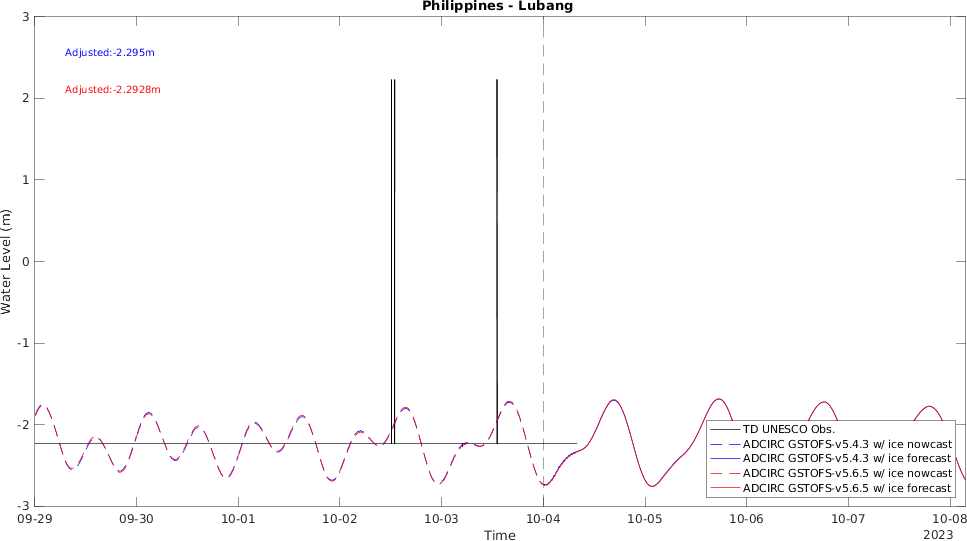 Philippines - Lubang
Adjusted:-2.295m
Adjusted:-2.2928m
Water Level (m)
3
2
1
0
-1
-2
-3
TD UNESCO Obs.
ADCIRC GSTOFS-v5.4.3 w/ ice nowcast
ADCIRC GSTOFS-v5.4.3 w/ ice forecast
ADCIRC GSTOFS-v5.6.5 w/ ice nowcast
ADCIRC GSTOFS-v5.6.5 w/ ice forecast
09-29 09-30 10-01 10-02 10-03 10-04 10-05 10-06 10-07 10-08
Time
2023